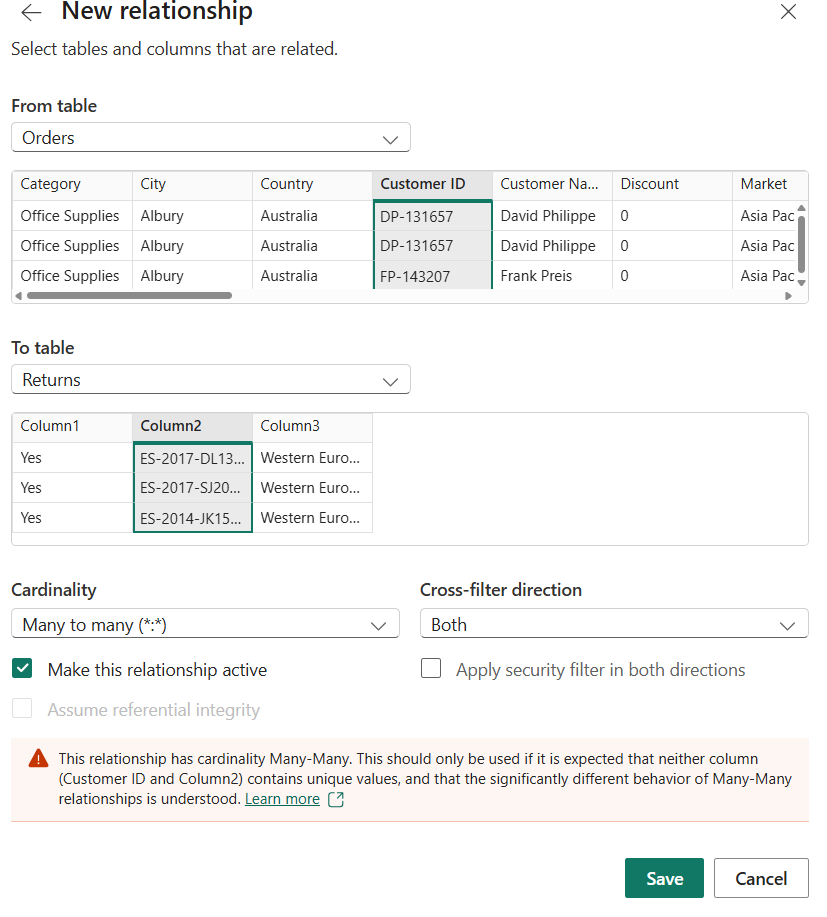 New relationship
Select tables and columns that are related.
From table
Orders
Category City Country Customer ID Customer Na... Discount Market
Office Supplies Albury Australia DP-131657 David Philippe 0 Asia Pac
Office Supplies Albury Australia DP-131657 David Philippe 0 Asia Pac
Office Supplies Albury Australia FP-143207 Frank Preis 0 Asia Pac
To table
Returns
Column1 Column2 Column3
Yes ES-2017-DL13... Western Euro...
Yes ES-2017-SJ20... Western Euro...
Yes ES-2014-JK15... Western Euro...
Cardinality Cross-filter direction
Many to many (*:*) Both
Make this relationship active Apply security filter in both directions
Assume referential integrity
This relationship has cardinality Many-Many. This should only be used if it is expected that neither column
(Customer ID and Column2) contains unique values, and that the significantly different behavior of Many-Many
relationships is understood. Learn more
Save Cancel